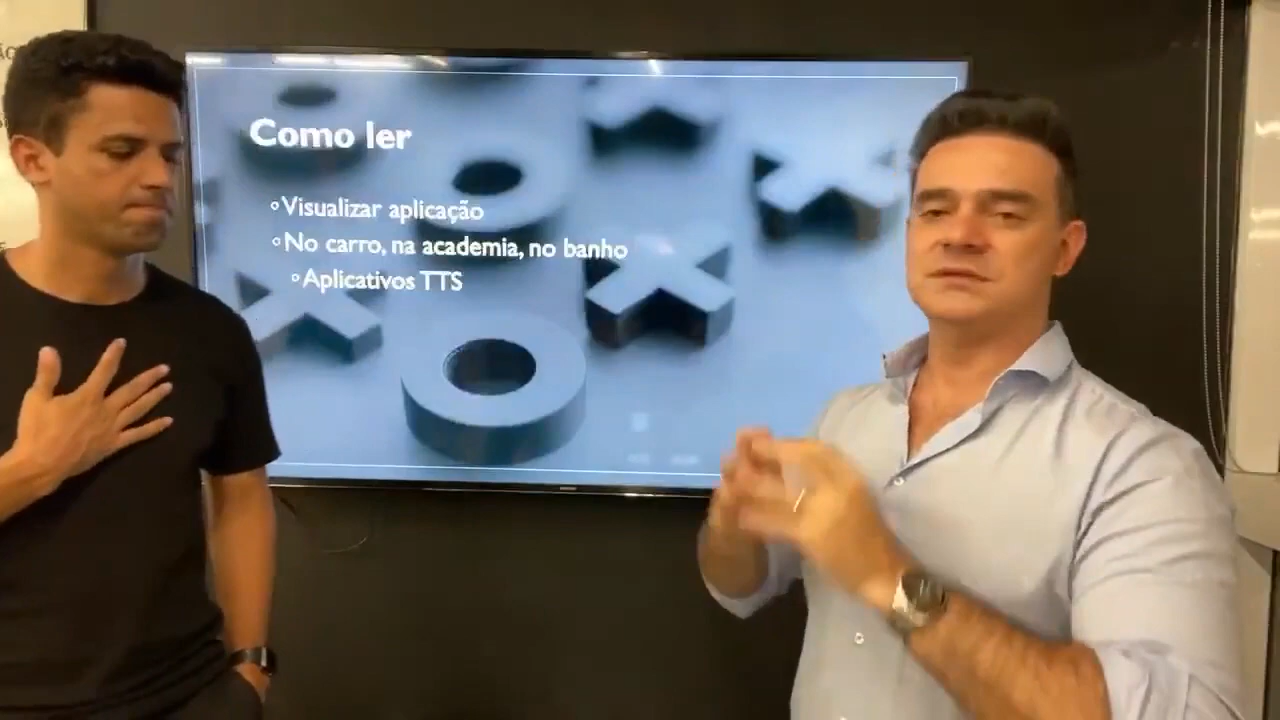 Como ler
Visualizar aplicação
No carro, na academia, no banho
Aplicativos TTS